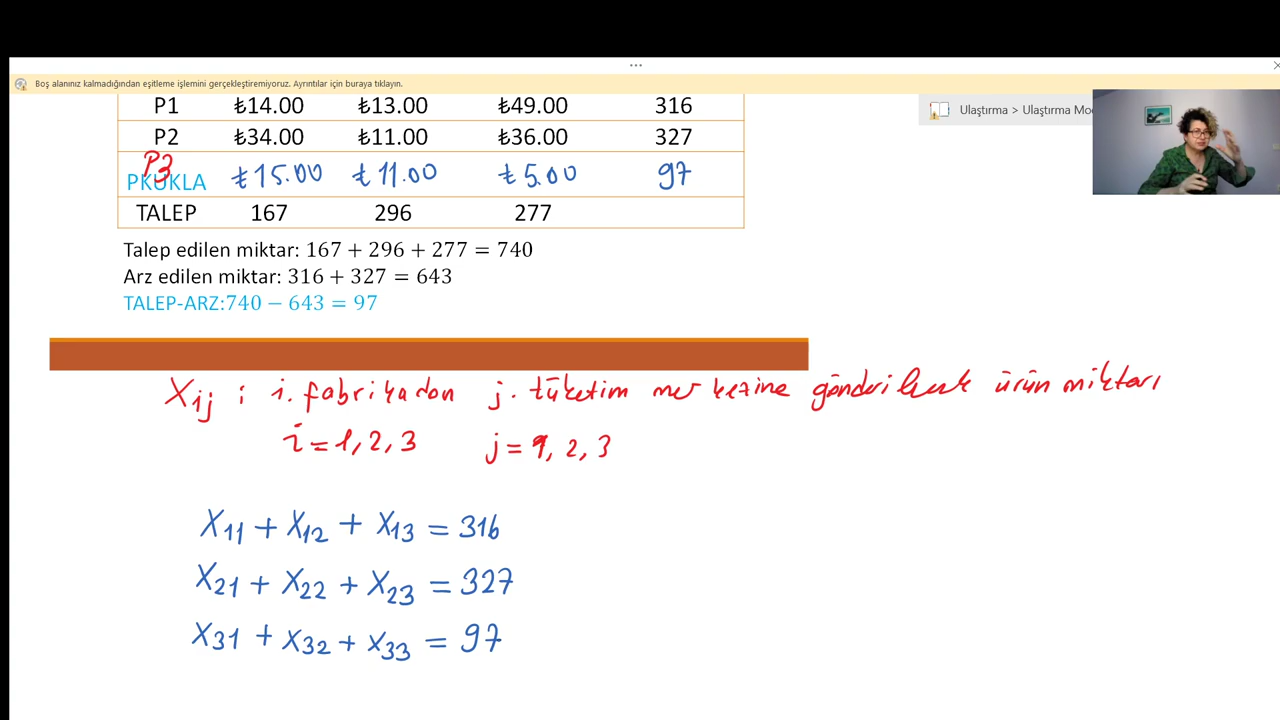 Boş alanınız kalmadığından eşitleme işlemini gerçekleştiremiyoruz. Ayrıntılar için buraya tıklayın.
Ulaştırma > Ulaştırma Mo
P1 ₺14.00 ₺13.00 ₺49.00 316
P2 ₺34.00 ₺11.00 ₺36.00 327
P3
PKUKLA ₺15.00 ₺11.00 ₺5.00 97
TALEP 167 296 277
Talep edilen miktar: 167 + 296 + 277 = 740
Arz edilen miktar: 316 + 327 = 643
TALEP-ARZ:740 − 643 = 97
Xij : i. fabrikadan j. tüketim merkezine gönderilecek ürün miktarı
i = 1, 2, 3 j = 1, 2, 3
X11 + X12 + X13 = 316
X21 + X22 + X23 = 327
X31 + X32 + X33 = 97